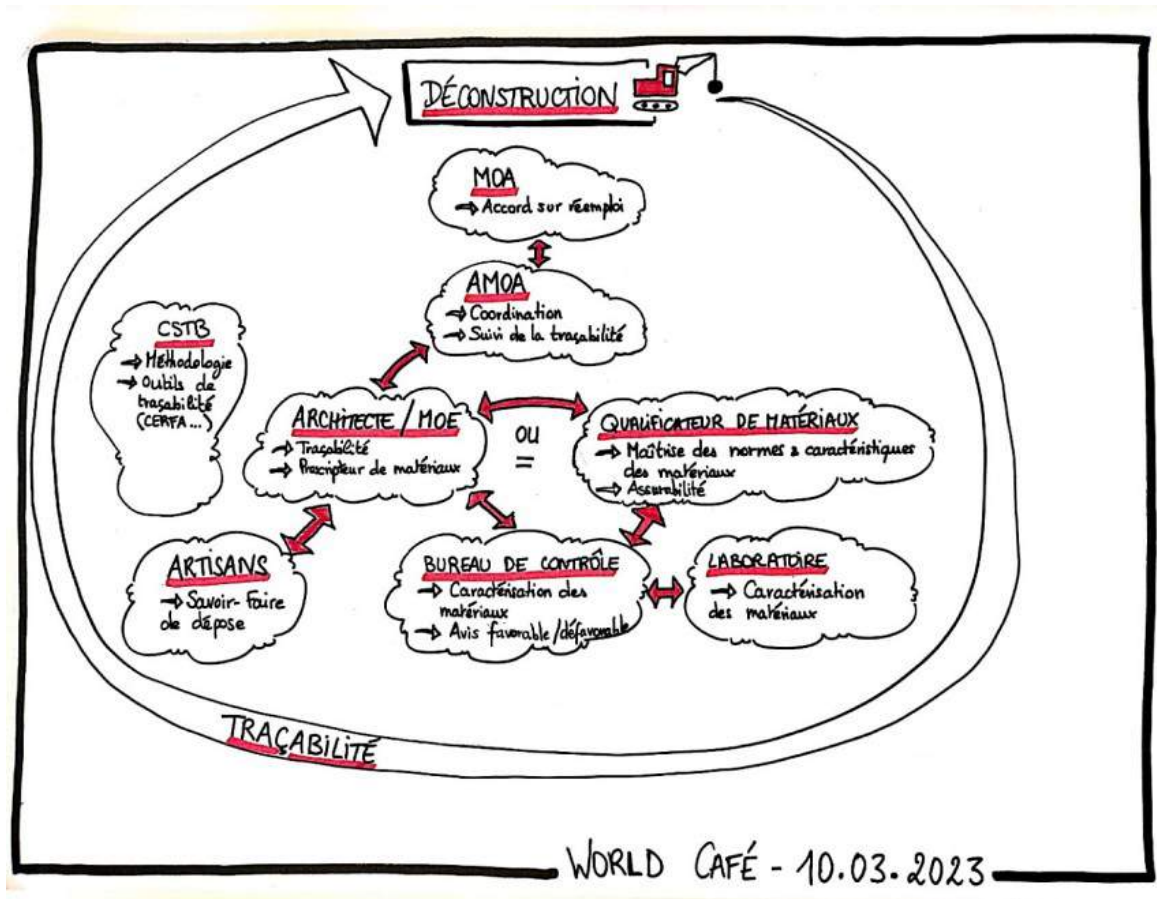 DÉCONSTRUCTION
MOA
→ Accord sur réemploi
AMOA
→ Coordination
→ Suivi de la traçabilité
CSTB
→ Méthodologie
→ Outils de
traçabilité
(CERFA...)
ARCHITECTE / MOE
→ Traçabilité
→ Prescripteur de matériaux
OU
=
QUALIFICATEUR DE MATÉRIAUX
→ Maîtrise des normes & caractéristiques
des matériaux
→ Assurabilité
ARTISANS
→ Savoir-Faire
de dépose
BUREAU DE CONTRÔLE
→ Caractérisation des
matériaux
→ Avis favorable/défavorable
LABORATOIRE
→ Caractérisation
des matériaux
TRAÇABILITÉ
WORLD CAFÉ - 10.03.2023